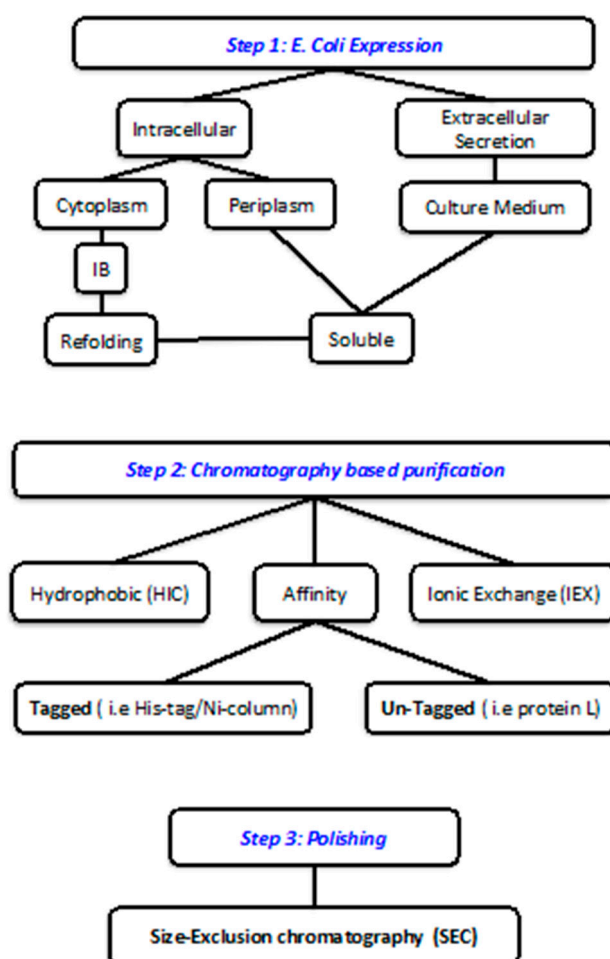 Step 1: E. Coli Expression
Intracellular
Extracellular
Secretion
Cytoplasm
Periplasm
Culture Medium
IB
Refolding
Soluble
Step 2: Chromatography based purification
Hydrophobic (HIC)
Affinity
Ionic Exchange (IEX)
Tagged ( i.e His-tag/Ni-column)
Un-Tagged ( i.e protein L)
Step 3: Polishing
Size-Exclusion chromatography (SEC)